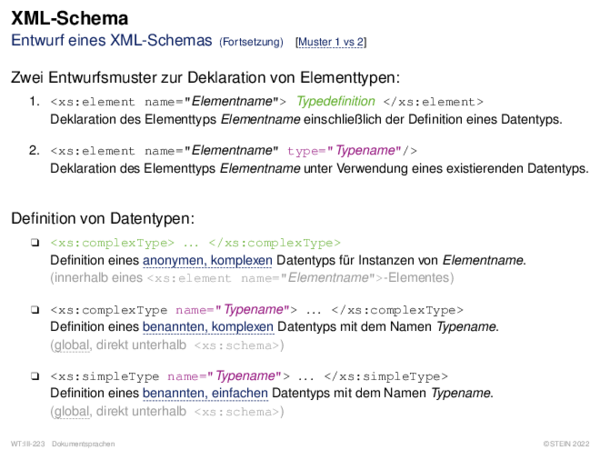 XML-Schema
Entwurf eines XML-Schemas (Fortsetzung) [Muster 1 vs 2]
Zwei Entwurfsmuster zur Deklaration von Elementtypen:
1. <xs:element name="Elementname"> Typedefinition </xs:element>
Deklaration des Elementtyps Elementname einschließlich der Definition eines Datentyps.
2. <xs:element name="Elementname" type="Typename"/>
Deklaration des Elementtyps Elementname unter Verwendung eines existierenden Datentyps.
Definition von Datentypen:
❑ <xs:complexType> ... </xs:complexType>
Definition eines anonymen, komplexen Datentyps für Instanzen von Elementname.
(innerhalb eines <xs:element name="Elementname">-Elementes)
❑ <xs:complexType name="Typename"> ... </xs:complexType>
Definition eines benannten, komplexen Datentyps mit dem Namen Typename.
(global, direkt unterhalb <xs:schema>)
❑ <xs:simpleType name="Typename"> ... </xs:simpleType>
Definition eines benannten, einfachen Datentyps mit dem Namen Typename.
(global, direkt unterhalb <xs:schema>)
WT:III-223 Dokumentsprachen ©STEIN 2022